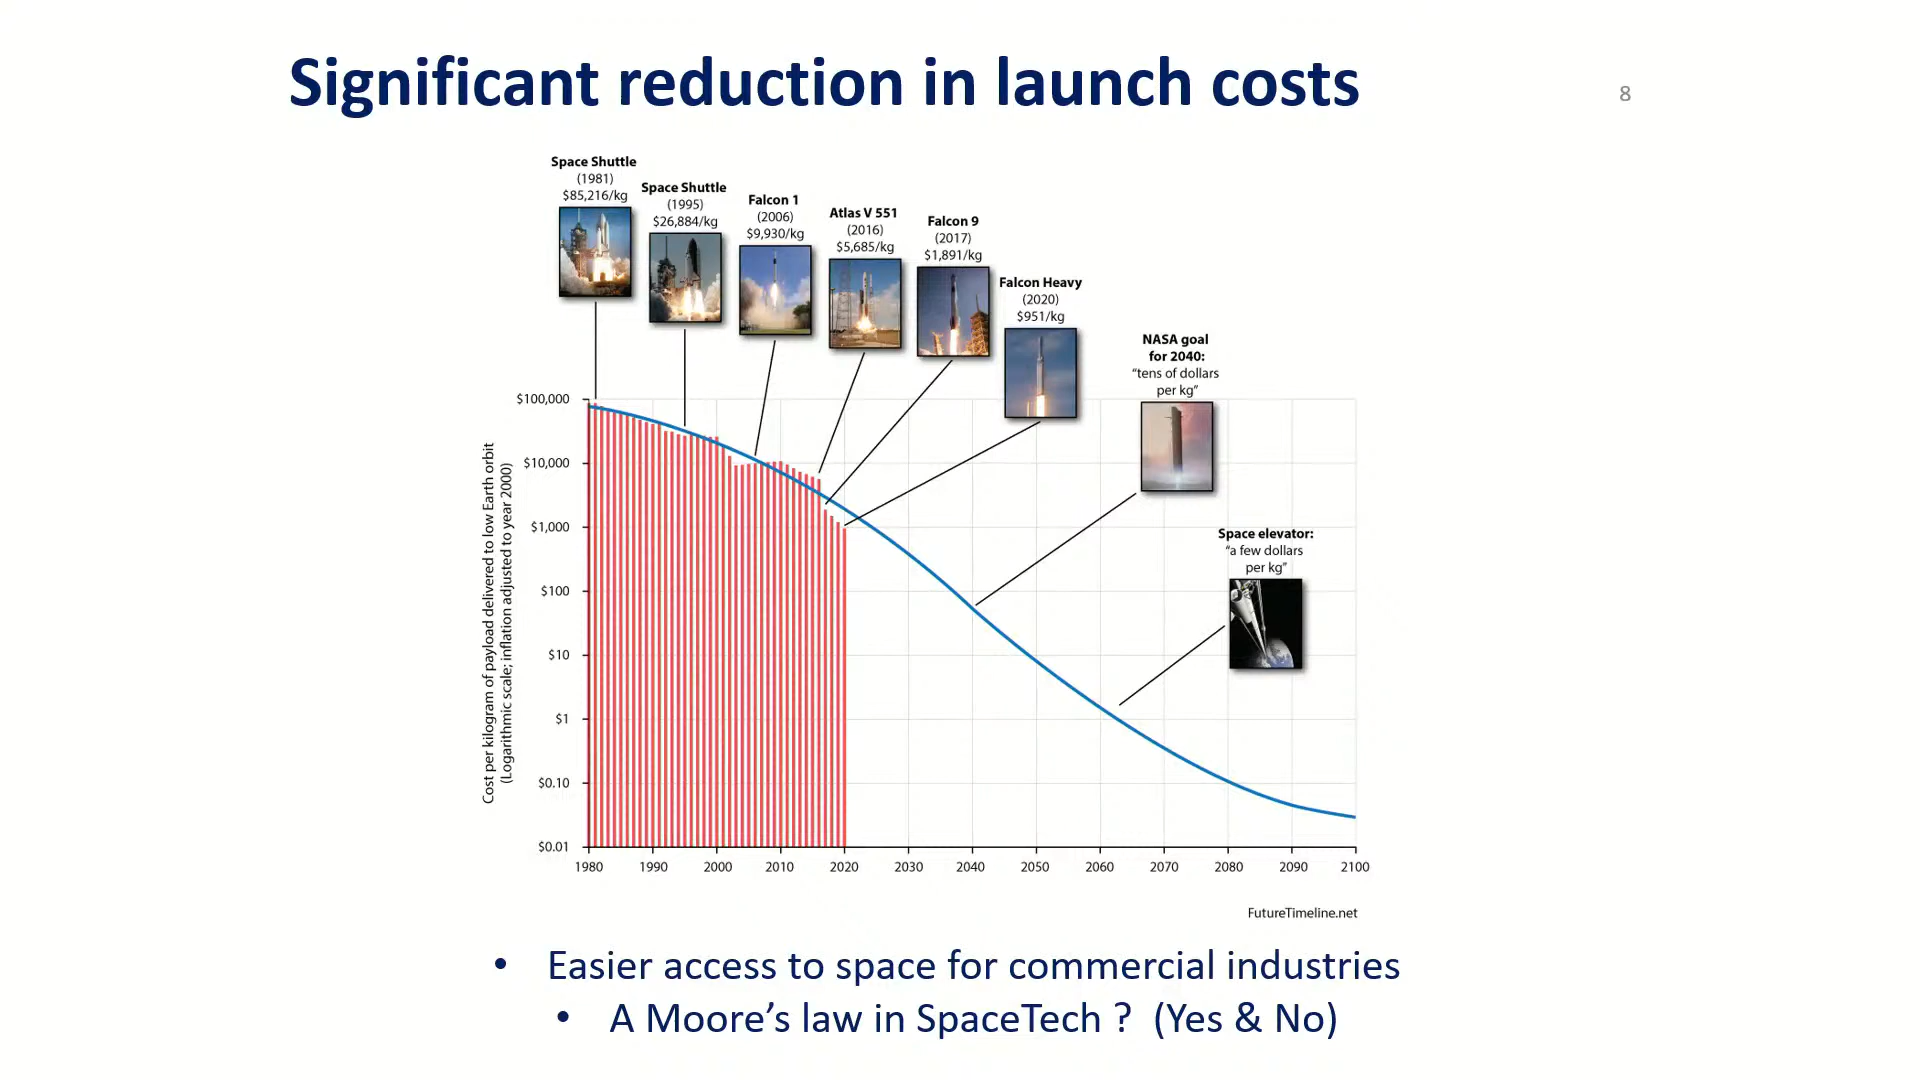 Significant reduction in launch costs
8
Space Shuttle
(1981)
$85,216/kg
Space Shuttle
(1995)
$26,884/kg
Falcon 1
(2006)
$9,930/kg
Atlas V 551
(2016)
$5,685/kg
Falcon 9
(2017)
$1,891/kg
Falcon Heavy
(2020)
$951/kg
NASA goal
for 2040:
“tens of dollars
per kg”
Space elevator:
“a few dollars
per kg”
Cost per kilogram of payload delivered to low Earth orbit
(Logarithmic scale; inflation adjusted to year 2000)
$100,000
$10,000
$1,000
$100
$10
$1
$0.10
$0.01
1980 1990 2000 2010 2020 2030 2040 2050 2060 2070 2080 2090 2100
FutureTimeline.net
• Easier access to space for commercial industries
• A Moore’s law in SpaceTech ? (Yes & No)